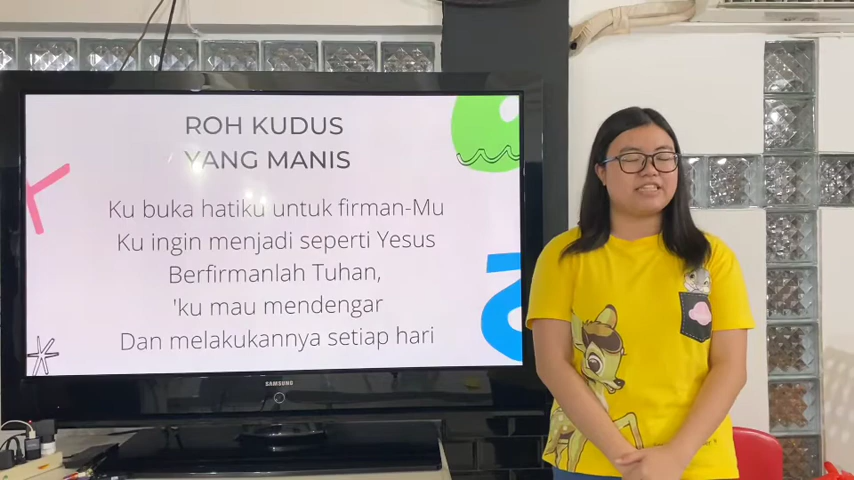 ROH KUDUS
YANG MANIS
Ku buka hatiku untuk firman-Mu
Ku ingin menjadi seperti Yesus
Berfirmanlah Tuhan,
'ku mau mendengar
Dan melakukannya setiap hari
SAMSUNG